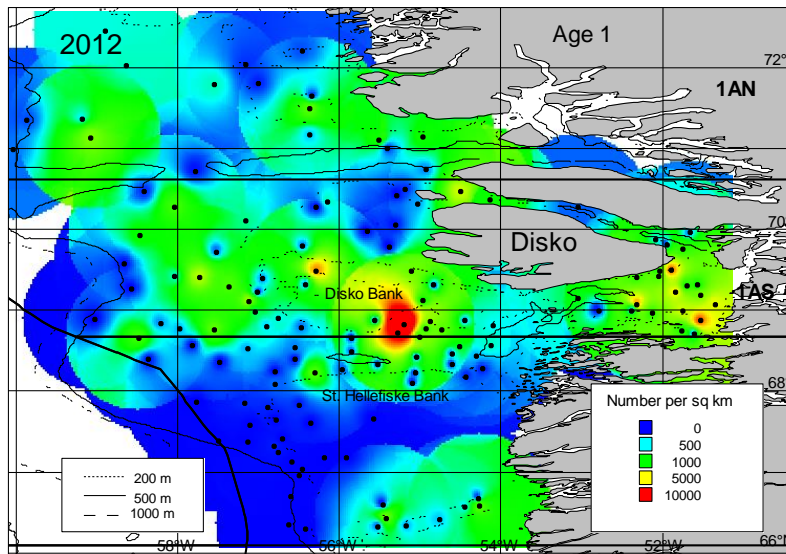 2012
Age 1
72°
1AN
70
Disko
Disko Bank
1AS
68
St. Hellefiske Bank
Number per sq km
0
500
1000
5000
10000
200 m
500 m
1000 m
58°W
56°W
54°W
52°W
66°N